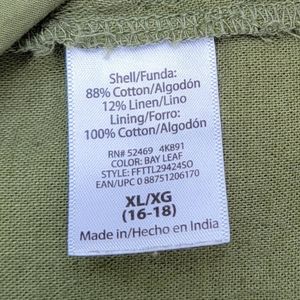 Shell/Funda:
88% Cotton/Algodón
12% Linen/Lino
Lining/Forro:
100% Cotton/Algodón
RN# 52469 4K891
COLOR: BAY LEAF
STYLE: FFTTL29424SO
EAN/UPC 0 88751206170
XL/XG
(16-18)
Made in/Hecho en India